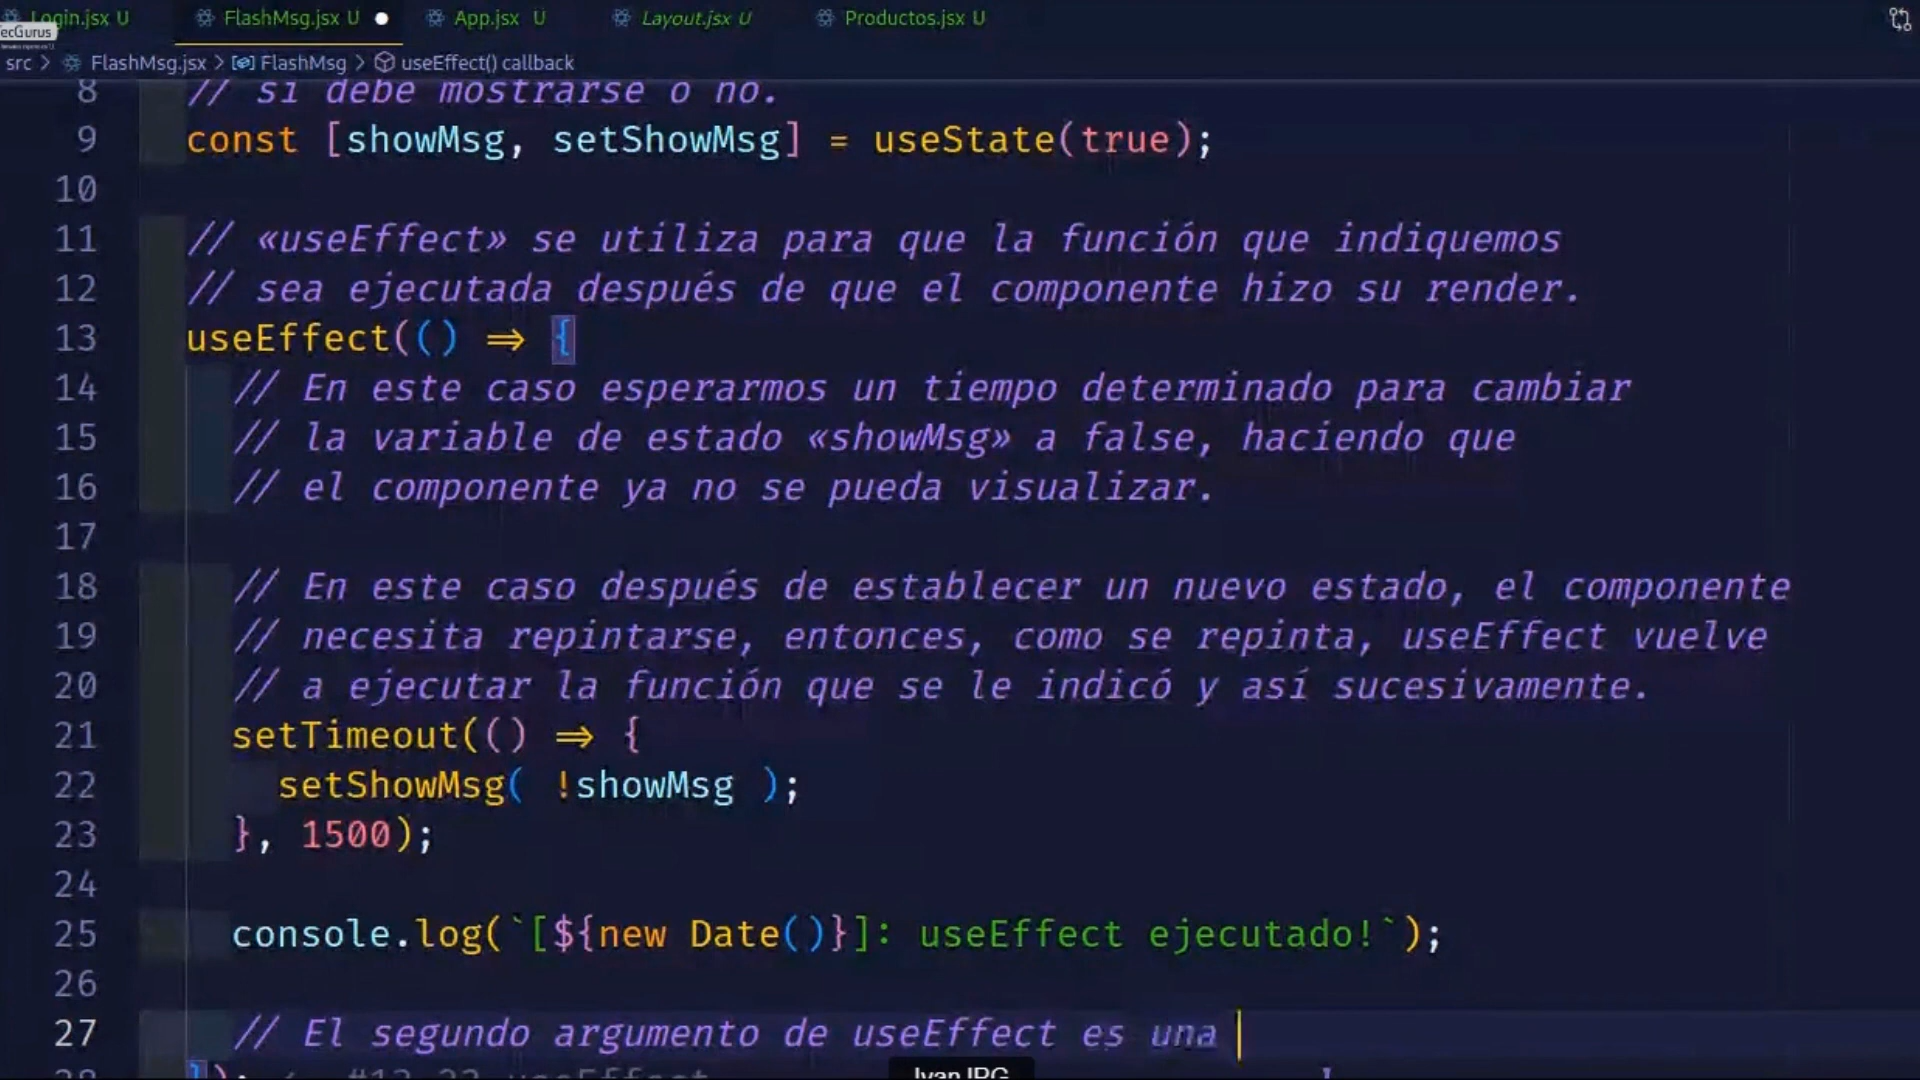 Login.jsx U FlashMsg.jsx U ● App.jsx U Layout.jsx U Productos.jsx U
ecGurus
src > FlashMsg.jsx > FlashMsg > useEffect() callback
8 // si debe mostrarse o no.
9 const [showMsg, setShowMsg] = useState(true);
10
11 // «useEffect» se utiliza para que la función que indiquemos
12 // sea ejecutada después de que el componente hizo su render.
13 useEffect(() => {
14 // En este caso esperarmos un tiempo determinado para cambiar
15 // la variable de estado «showMsg» a false, haciendo que
16 // el componente ya no se pueda visualizar.
17
18 // En este caso después de establecer un nuevo estado, el componente
19 // necesita repintarse, entonces, como se repinta, useEffect vuelve
20 // a ejecutar la función que se le indicó y así sucesivamente.
21 setTimeout(() => {
22 setShowMsg( !showMsg );
23 }, 1500);
24
25 console.log(`[${new Date()}]: useEffect ejecutado!`);
26
27 // El segundo argumento de useEffect es una
28 }); useEffect
Ivan JPG